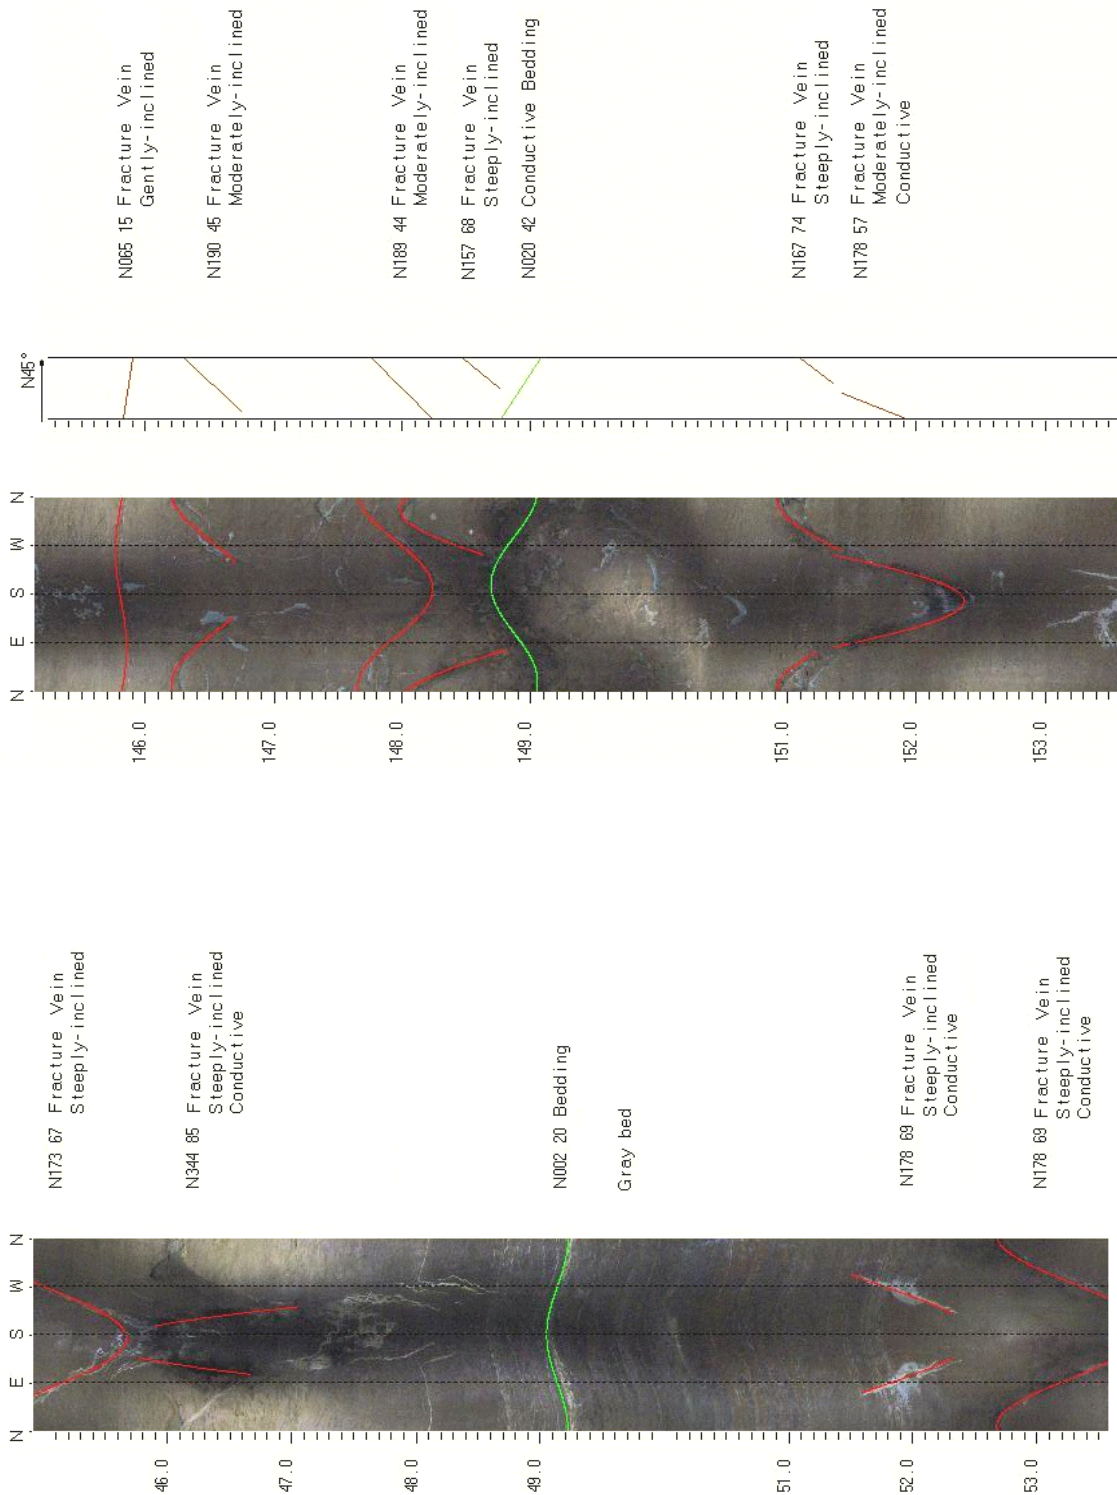 N065 15 Fracture Vein
Gently-inclined
N190 45 Fracture Vein
Moderately-inclined
N189 44 Fracture Vein
Moderately-inclined
N157 68 Fracture Vein
Steeply-inclined
N020 42 Conductive Bedding
N167 74 Fracture Vein
Steeply-inclined
N178 57 Fracture Vein
Moderately-inclined
Conductive
N45°
N
W
S
E
N
146.0
147.0
148.0
149.0
151.0
152.0
153.0
N173 67 Fracture Vein
Steeply-inclined
N344 85 Fracture Vein
Steeply-inclined
Conductive
N002 20 Bedding
Gray bed
N178 69 Fracture Vein
Steeply-inclined
Conductive
N178 69 Fracture Vein
Steeply-inclined
Conductive
N
W
S
E
N
46.0
47.0
48.0
49.0
51.0
52.0
53.0